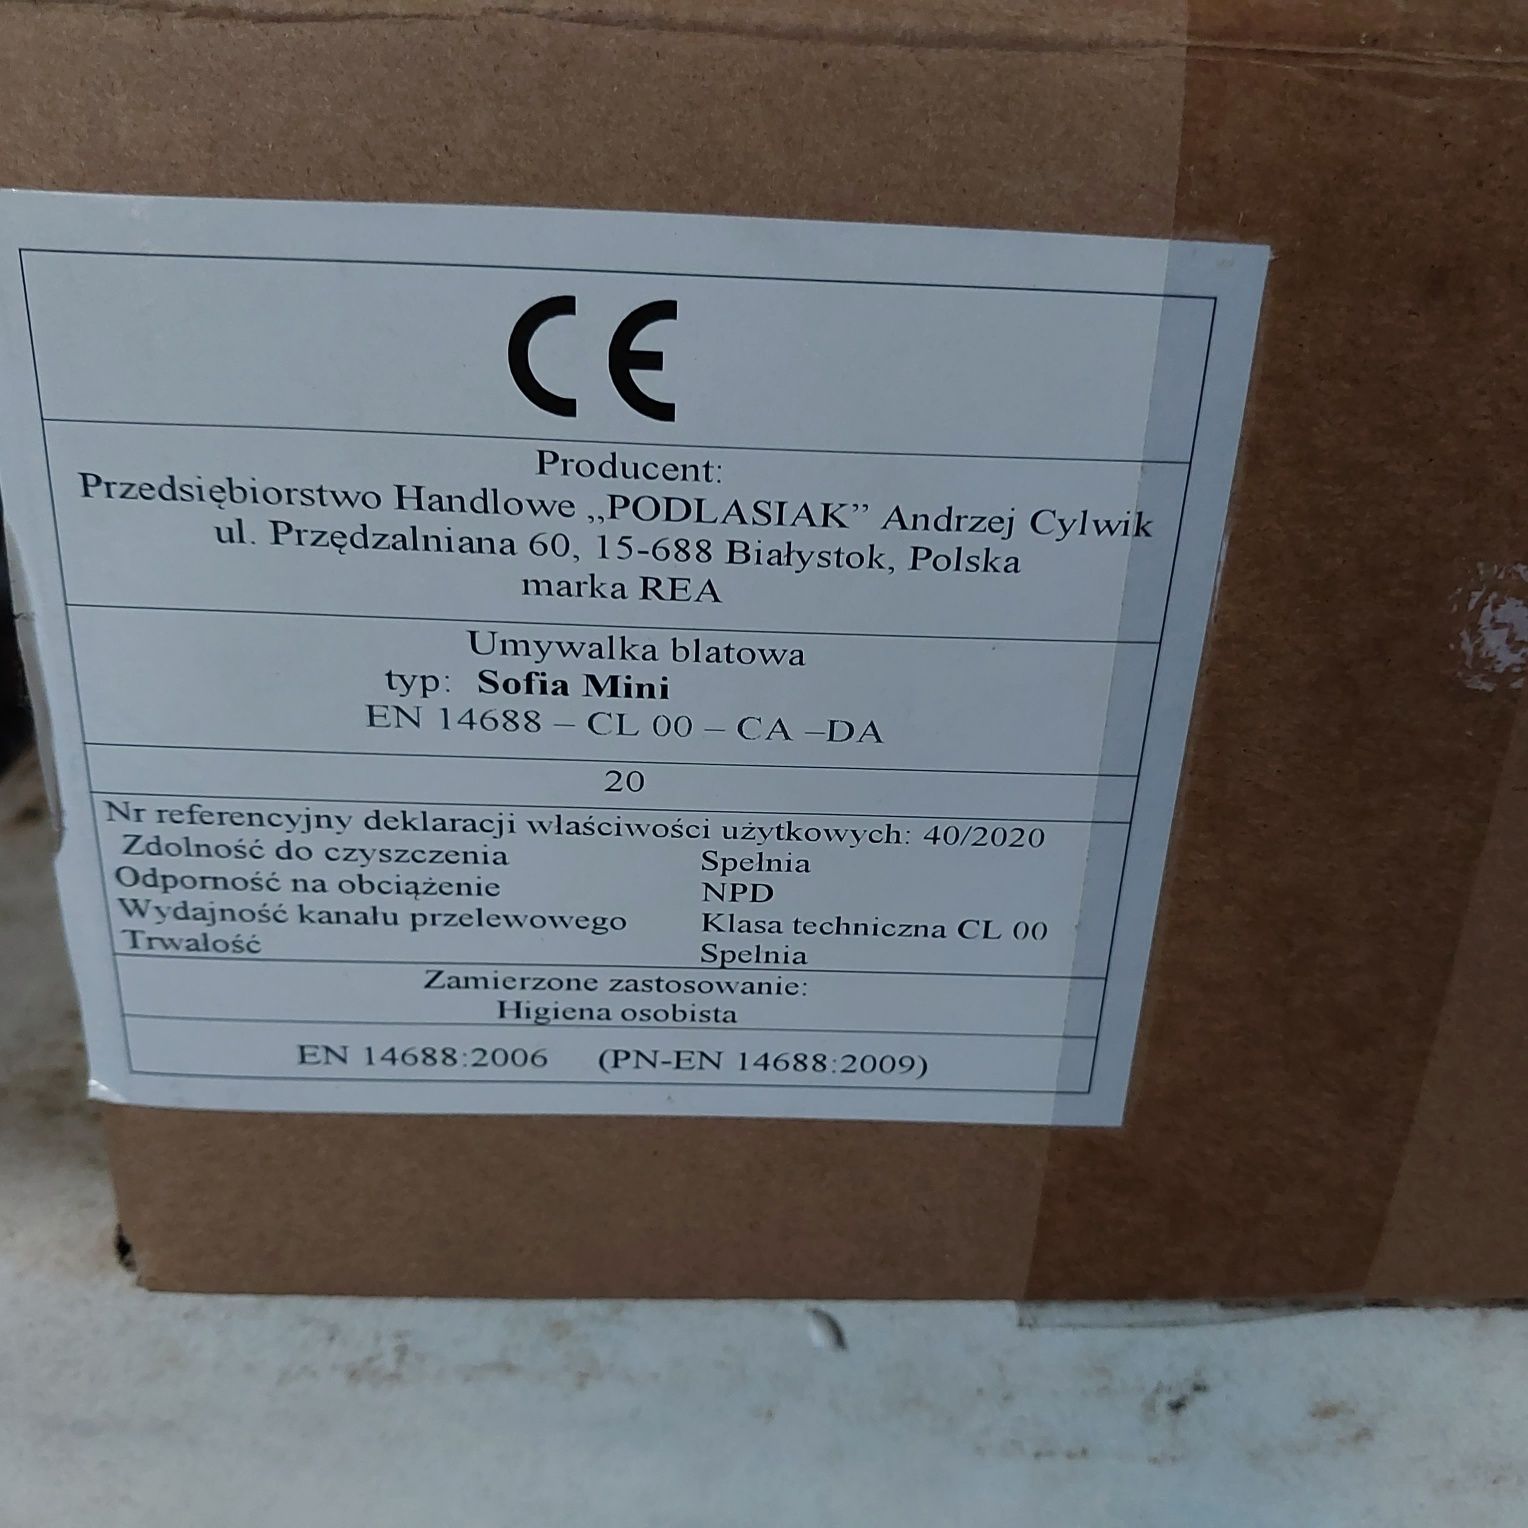 CE
Producent:
Przedsiębiorstwo Handlowe „PODLASIAK” Andrzej Cylwik
ul. Przędzalniana 60, 15-688 Białystok, Polska
marka REA
Umywalka blatowa
typ: Sofia Mini
EN 14688 – CL 00 – CA –DA
20
Nr referencyjny deklaracji właściwości użytkowych: 40/2020
Zdolność do czyszczenia Spełnia
Odporność na obciążenie NPD
Wydajność kanału przelewowego Klasa techniczna CL 00
Trwałość Spełnia
Zamierzone zastosowanie:
Higiena osobista
EN 14688:2006 (PN-EN 14688:2009)